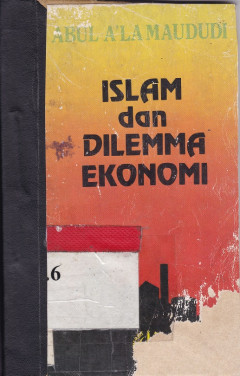 ABUL A'LA MAUDUDI
ISLAM
dan
DILEMMA
EKONOMI
.6